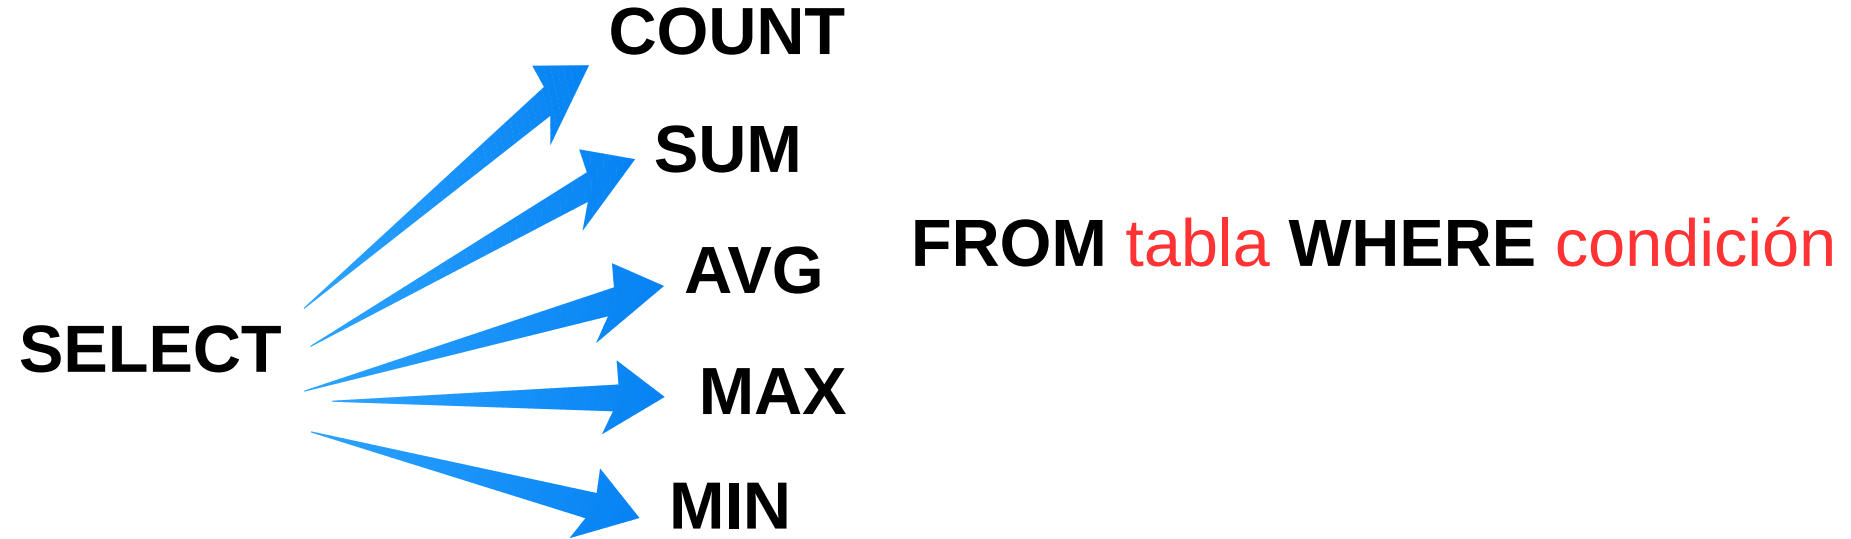 COUNT
SUM
AVG
FROM tabla WHERE condición
SELECT
MAX
MIN